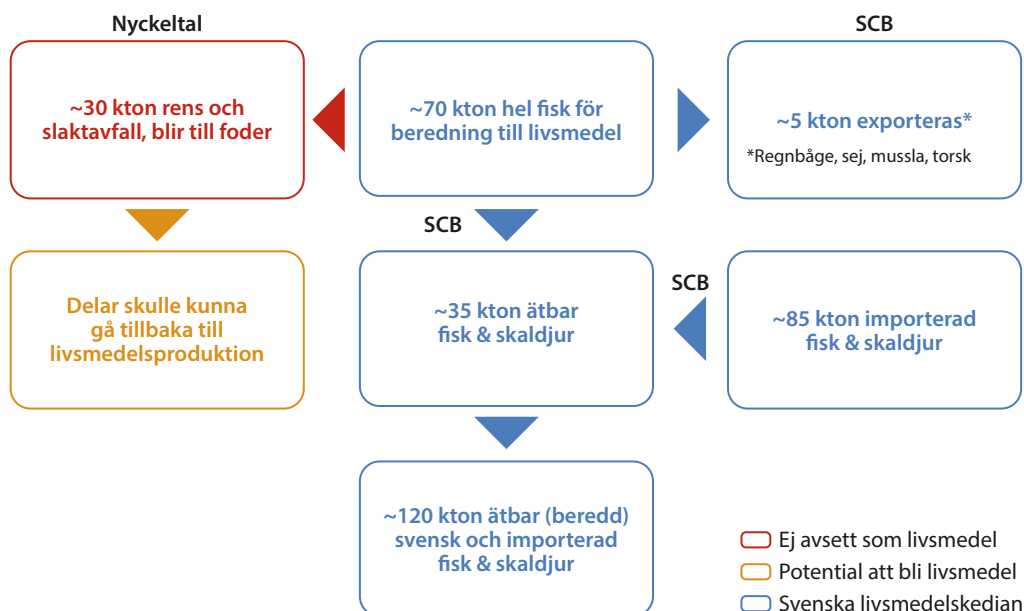 Nyckeltal
SCB
~30 kton rens och
slaktavfall, blir till foder
~70 kton hel fisk för
beredning till livsmedel
~5 kton exporteras*
*Regnbåge, sej, mussla, torsk
SCB
Delar skulle kunna
gå tillbaka till
livsmedelsproduktion
~35 kton ätbar
fisk & skaldjur
SCB
~85 kton importerad
fisk & skaldjur
~120 kton ätbar (beredd)
svensk och importerad
fisk & skaldjur
Ej avsett som livsmedel
Potential att bli livsmedel
Svenska livsmedelskedjan